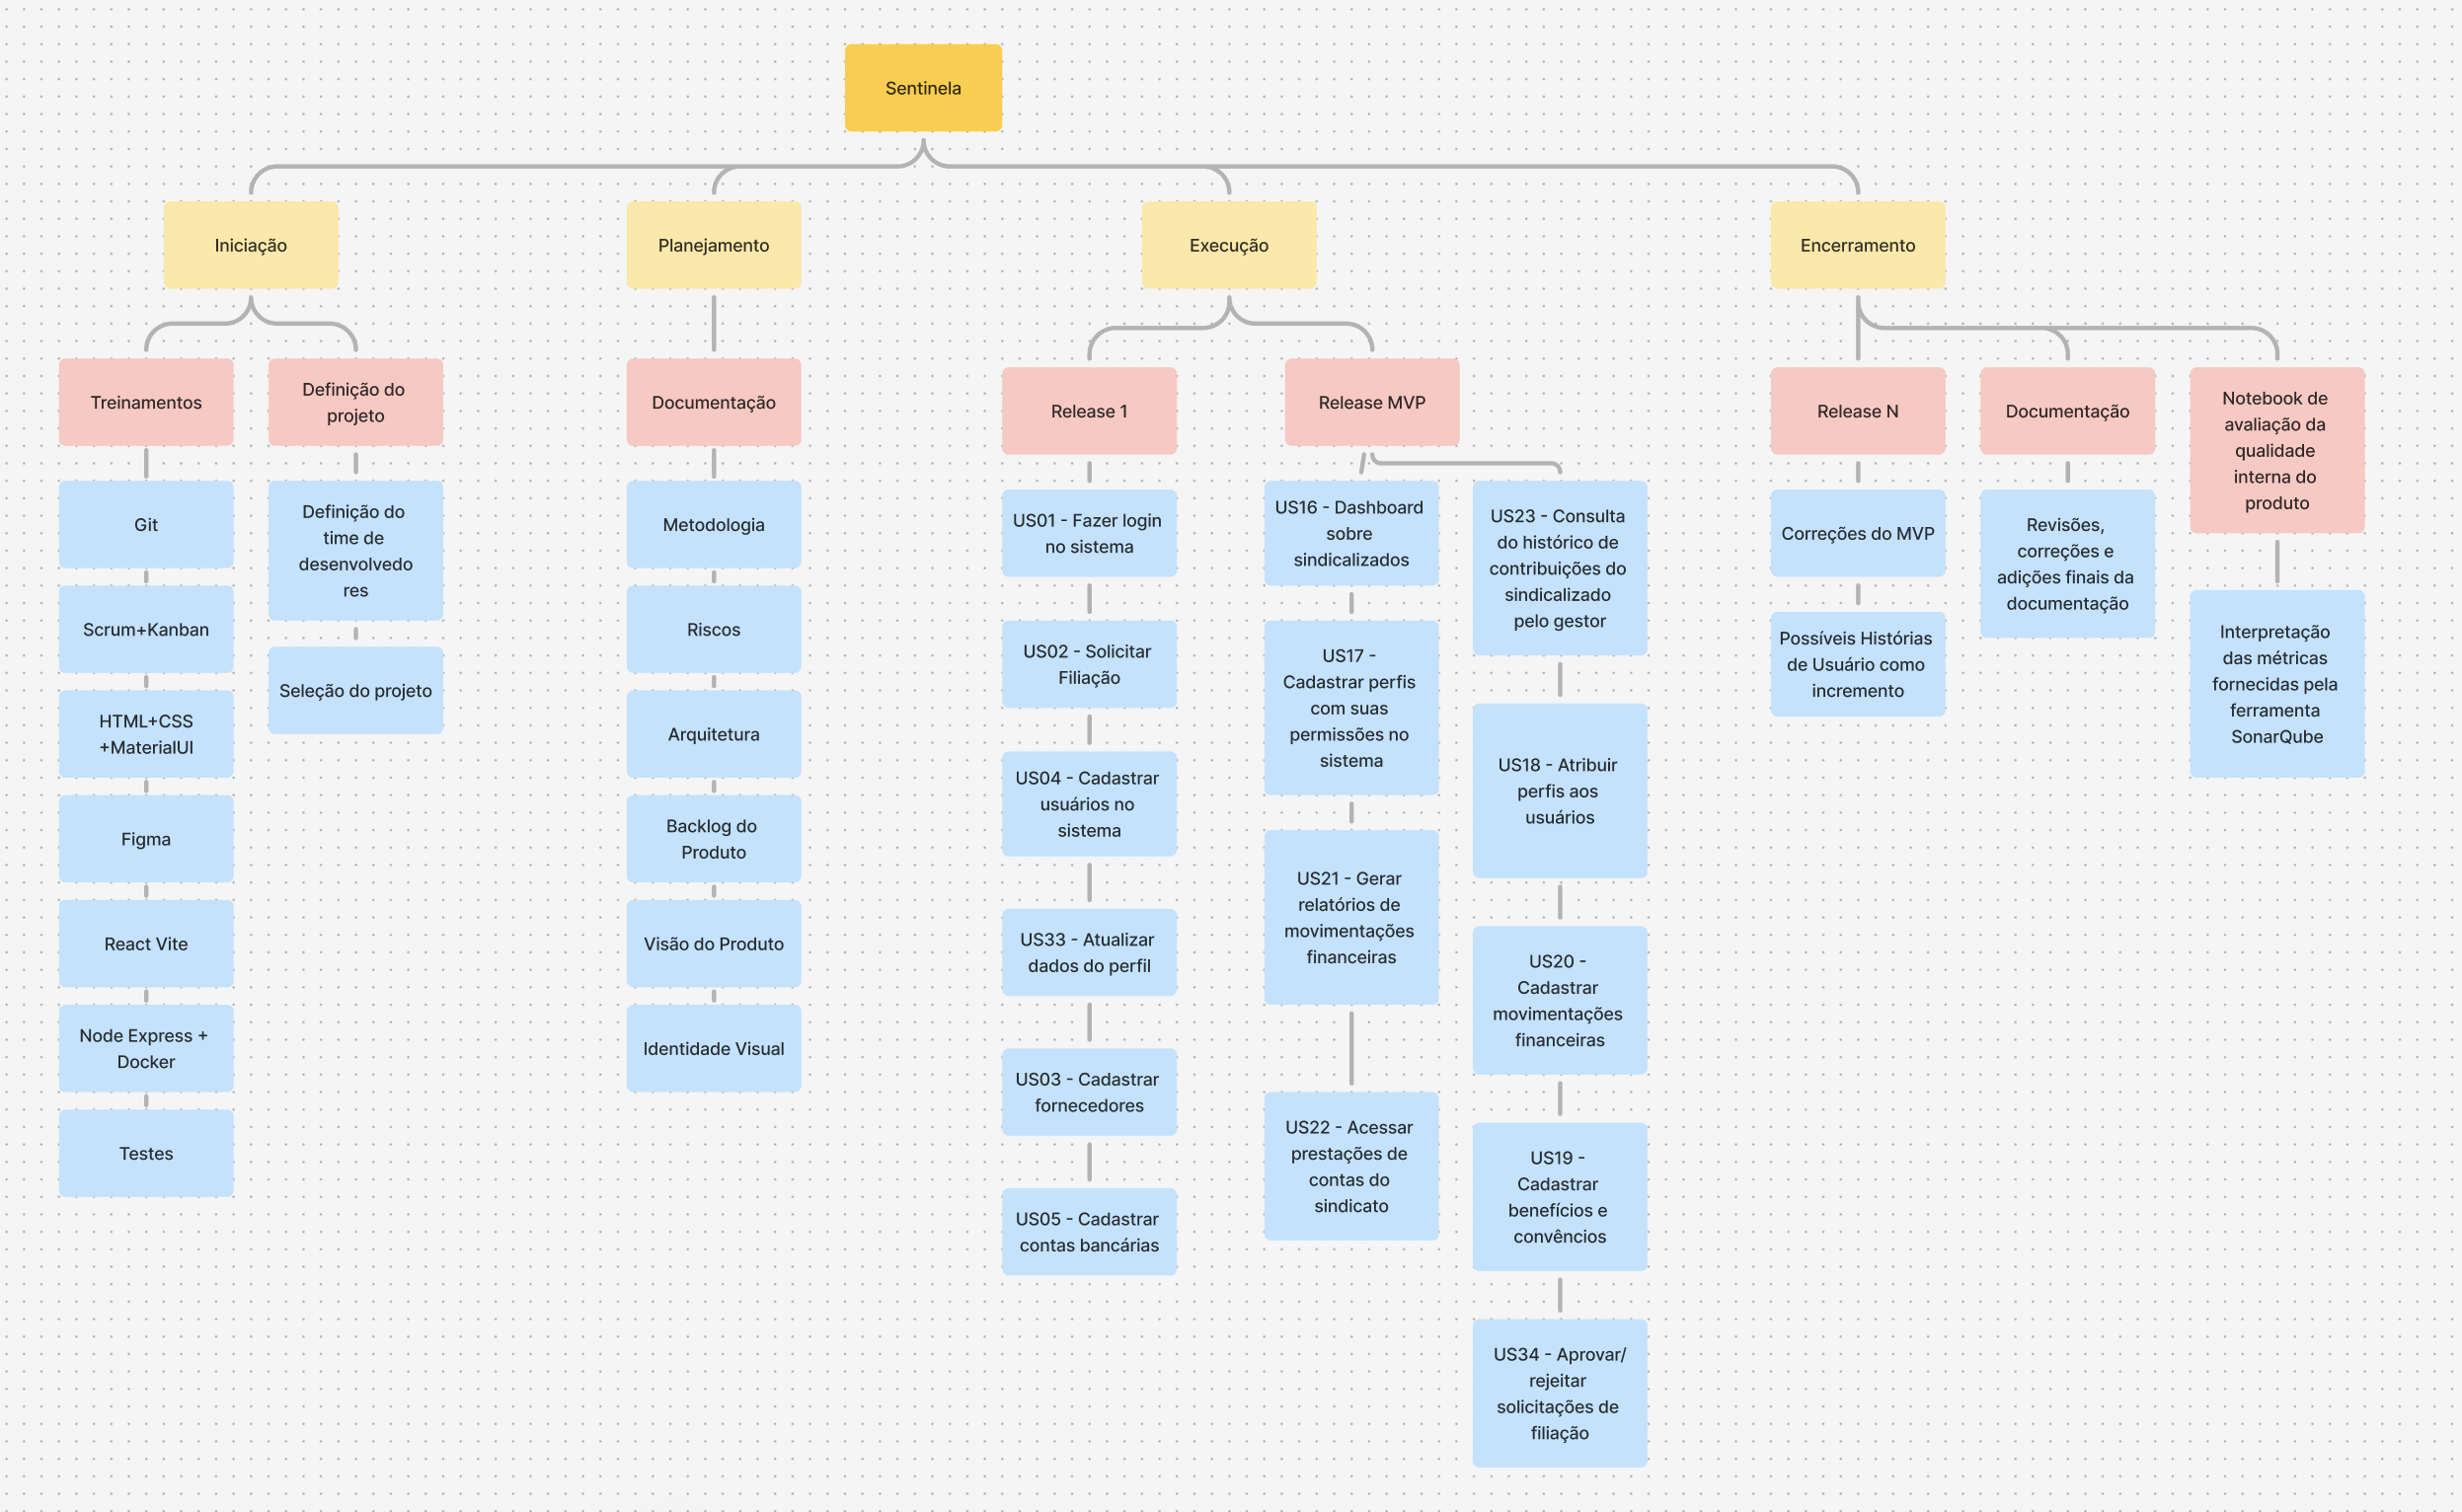 Sentinela
Iniciação
Planejamento
Execução
Encerramento
Treinamentos
Definição do
projeto
Documentação
Release 1
Release MVP
Release N
Documentação
Notebook de
avaliação da
qualidade
interna do
produto
Git
Scrum+Kanban
HTML+CSS
+MaterialUI
Figma
React Vite
Node Express +
Docker
Testes
Definição do
time de
desenvolvedo
res
Seleção do projeto
Metodologia
Riscos
Arquitetura
Backlog do
Produto
Visão do Produto
Identidade Visual
US01 - Fazer login
no sistema
US02 - Solicitar
Filiação
US04 - Cadastrar
usuários no
sistema
US33 - Atualizar
dados do perfil
US03 - Cadastrar
fornecedores
US05 - Cadastrar
contas bancárias
US16 - Dashboard
sobre
sindicalizados
US17 -
Cadastrar perfis
com suas
permissões no
sistema
US21 - Gerar
relatórios de
movimentações
financeiras
US22 - Acessar
prestações de
contas do
sindicato
US23 - Consulta
do histórico de
contribuições do
sindicalizado
pelo gestor
US18 - Atribuir
perfis aos
usuários
US20 -
Cadastrar
movimentações
financeiras
US19 -
Cadastrar
benefícios e
convêncios
US34 - Aprovar/
rejeitar
solicitações de
filiação
Correções do MVP
Possíveis Histórias
de Usuário como
incremento
Revisões,
correções e
adições finais da
documentação
Interpretação
das métricas
fornecidas pela
ferramenta
SonarQube